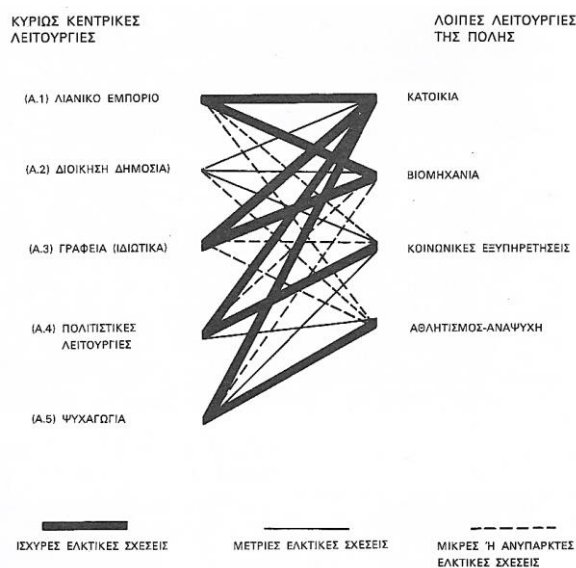 ΚΥΡΙΩΣ ΚΕΝΤΡΙΚΕΣ
ΛΕΙΤΟΥΡΓΙΕΣ
ΛΟΙΠΕΣ ΛΕΙΤΟΥΡΓΙΕΣ
ΤΗΣ ΠΟΛΗΣ
(Α.1) ΛΙΑΝΙΚΟ ΕΜΠΟΡΙΟ
ΚΑΤΟΙΚΙΑ
(Α.2) ΔΙΟΙΚΗΣΗ ΔΗΜΟΣΙΑ)
ΒΙΟΜΗΧΑΝΙΑ
(Α.3) ΓΡΑΦΕΙΑ (ΙΔΙΩΤΙΚΑ)
ΚΟΙΝΩΝΙΚΕΣ ΕΞΥΠΗΡΕΤΗΣΕΙΣ
(Α.4) ΠΟΛΙΤΙΣΤΙΚΕΣ
ΛΕΙΤΟΥΡΓΙΕΣ
ΑΘΛΗΤΙΣΜΟΣ-ΑΝΑΨΥΧΗ
(Α.5) ΨΥΧΑΓΩΓΙΑ
ΙΣΧΥΡΕΣ ΕΛΚΤΙΚΕΣ ΣΧΕΣΕΙΣ
ΜΕΤΡΙΕΣ ΕΛΚΤΙΚΕΣ ΣΧΕΣΕΙΣ
ΜΙΚΡΕΣ Ή ΑΝΥΠΑΡΚΤΕΣ
ΕΛΚΤΙΚΕΣ ΣΧΕΣΕΙΣ